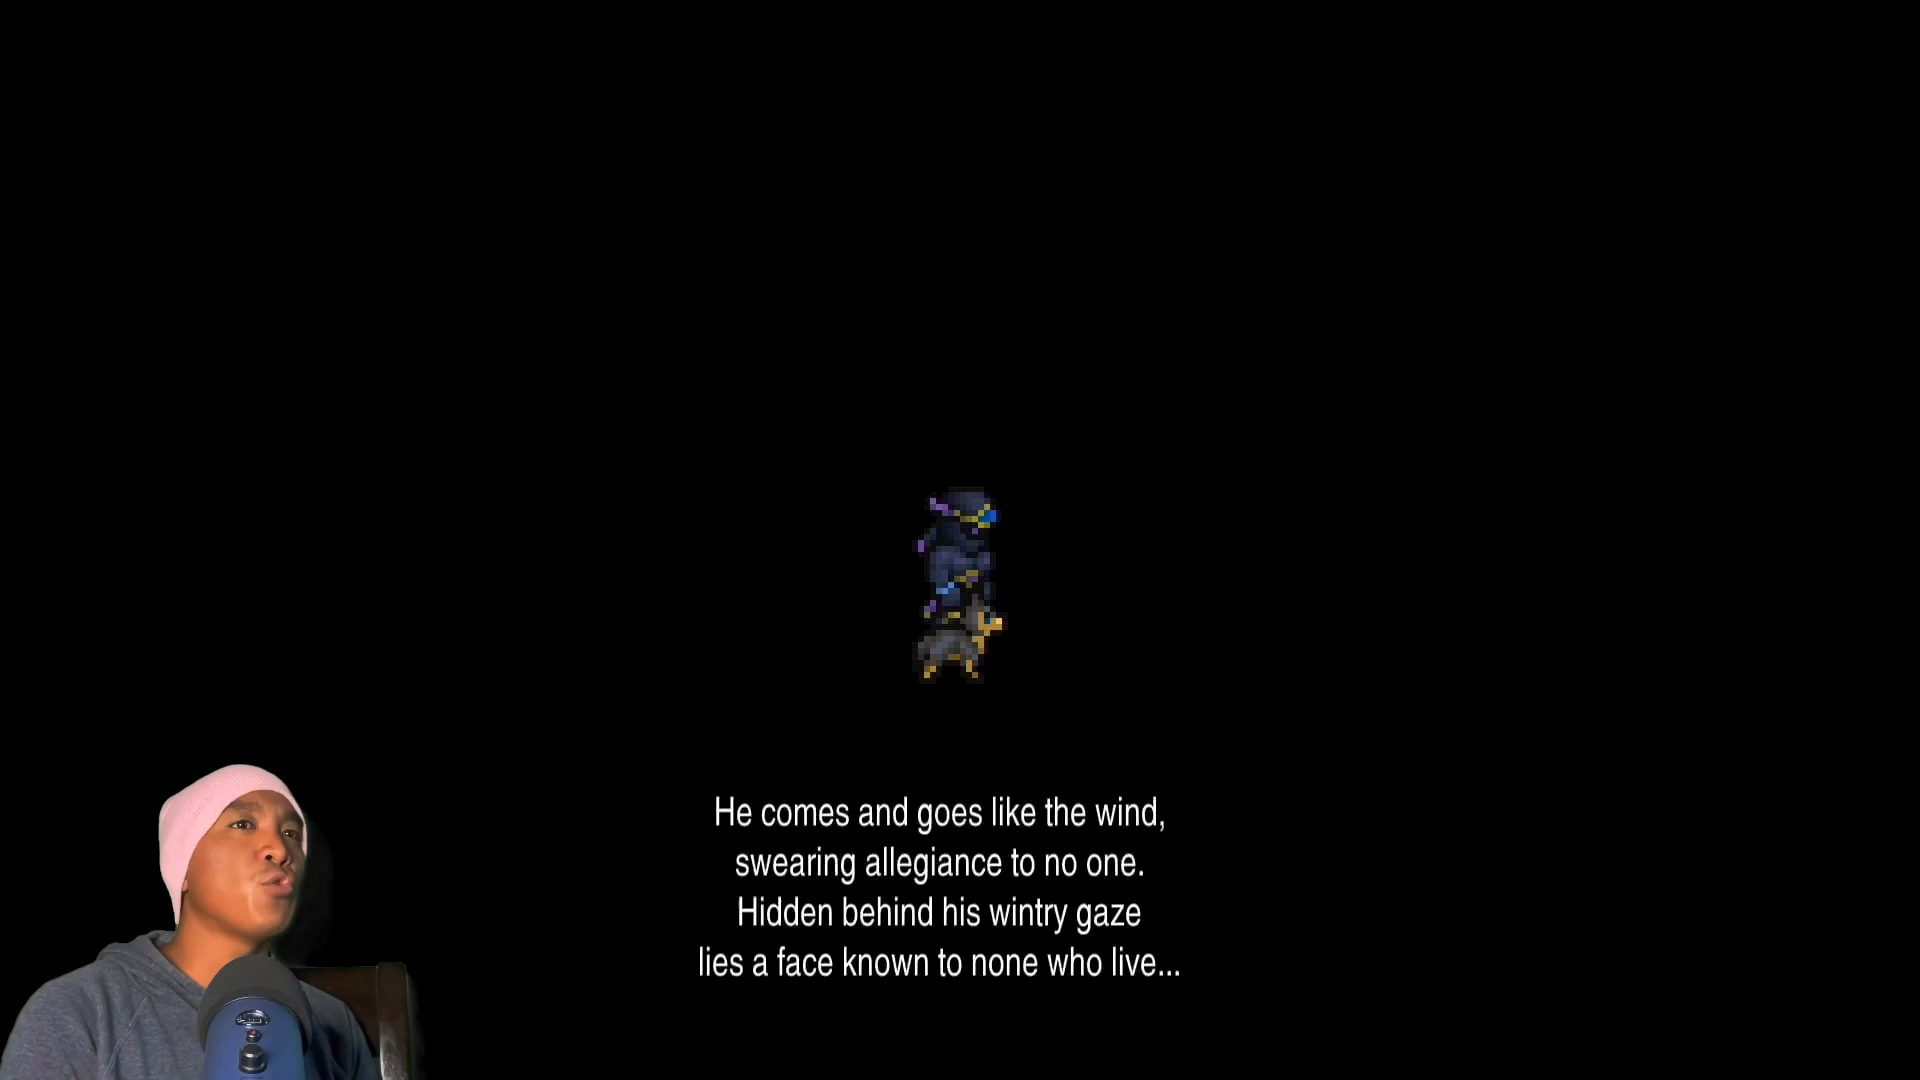 He comes and goes like the wind,
swearing allegiance to no one.
Hidden behind his wintry gaze
lies a face known to none who live...